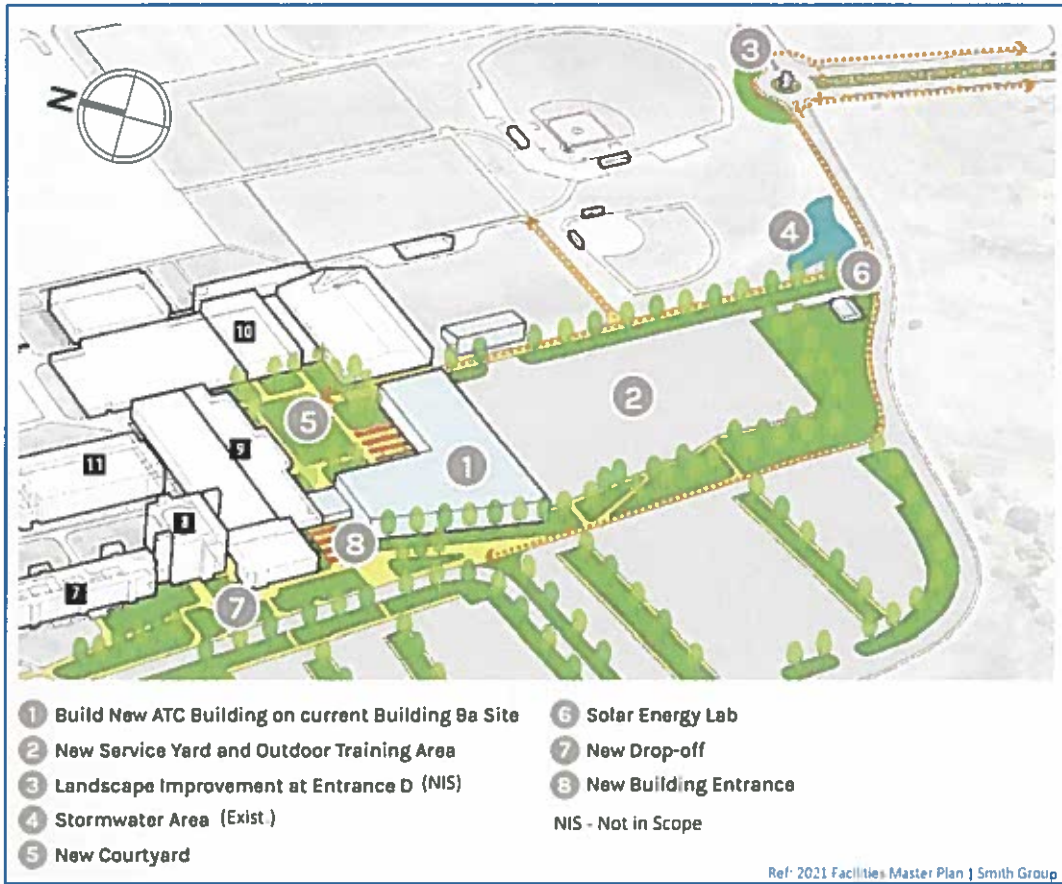 N
3
4
6
10
5
2
9
1
11
8
8
7
7
1 Build New ATC Building on current Building 9a Site
2 New Service Yard and Outdoor Training Area
3 Landscape Improvement at Entrance D (NIS)
4 Stormwater Area (Exist.)
5 New Courtyard
6 Solar Energy Lab
7 New Drop-off
8 New Building Entrance
NIS - Not in Scope
Ref: 2021 Facilities Master Plan | Smith Group